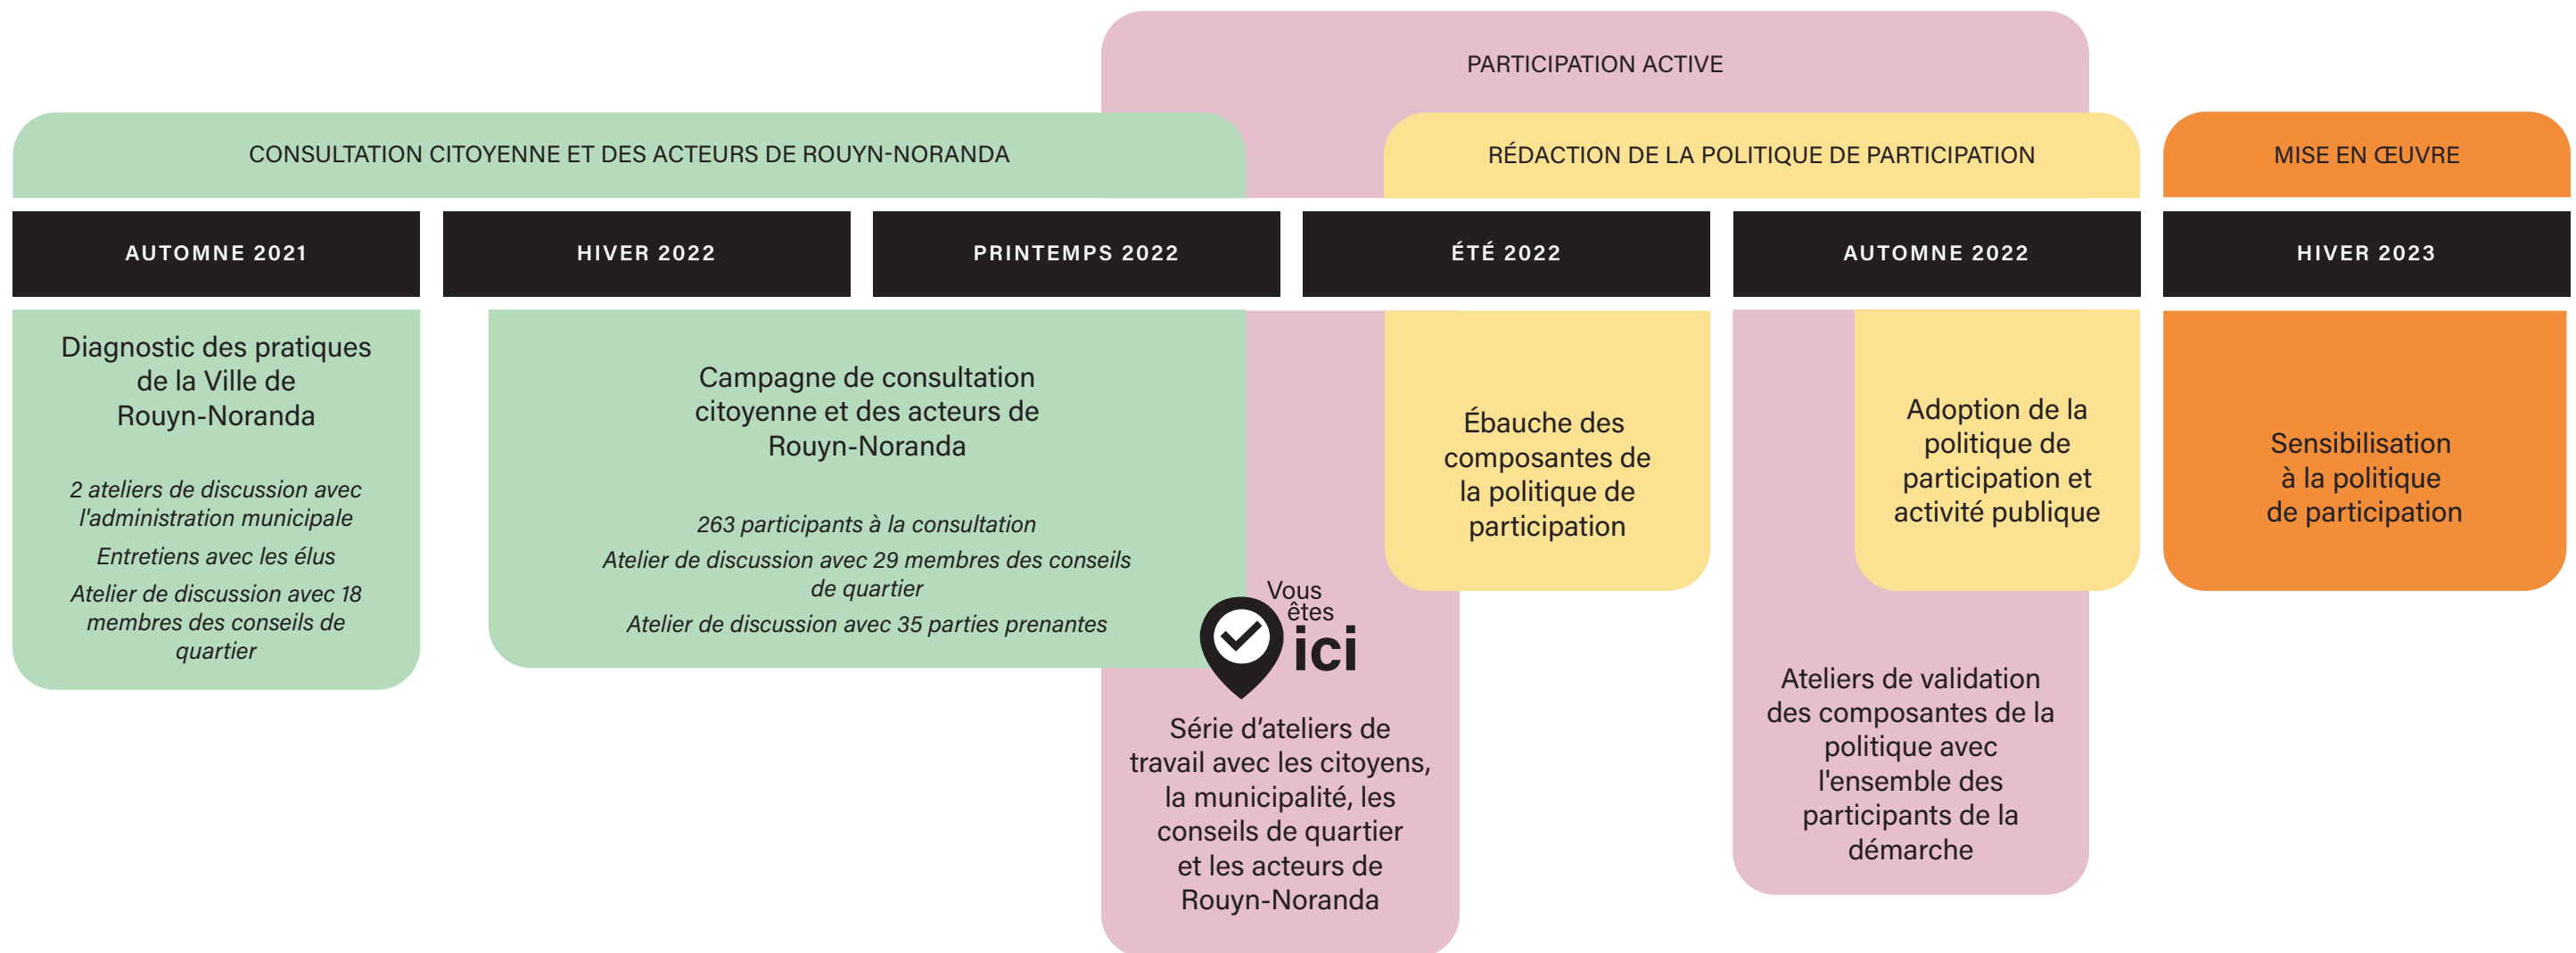 PARTICIPATION ACTIVE
CONSULTATION CITOYENNE ET DES ACTEURS DE ROUYN-NORANDA
RÉDACTION DE LA POLITIQUE DE PARTICIPATION
MISE EN ŒUVRE
AUTOMNE 2021
HIVER 2022
PRINTEMPS 2022
ÉTÉ 2022
AUTOMNE 2022
HIVER 2023
Diagnostic des pratiques
de la Ville de
Rouyn-Noranda
2 ateliers de discussion avec
l'administration municipale
Entretiens avec les élus
Atelier de discussion avec 18
membres des conseils de
quartier
Campagne de consultation
citoyenne et des acteurs de
Rouyn-Noranda
263 participants à la consultation
Atelier de discussion avec 29 membres des conseils
de quartier
Atelier de discussion avec 35 parties prenantes
Vous
êtes
ici
Série d’ateliers de
travail avec les citoyens,
la municipalité, les
conseils de quartier
et les acteurs de
Rouyn-Noranda
Ébauche des
composantes de
la politique de
participation
Adoption de la
politique de
participation et
activité publique
Ateliers de validation
des composantes de la
politique avec
l'ensemble des
participants de la
démarche
Sensibilisation
à la politique
de participation